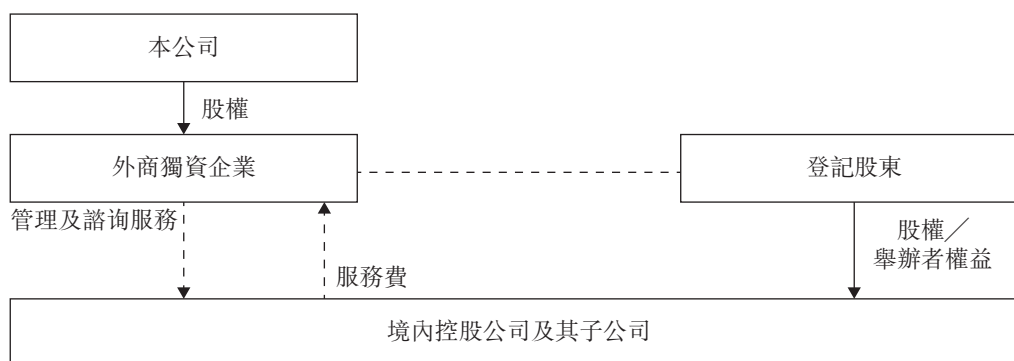 本公司
股權
外商獨資企業
登記股東
管理及諮询服務
服務費
股權／
舉辦者權益
境內控股公司及其子公司